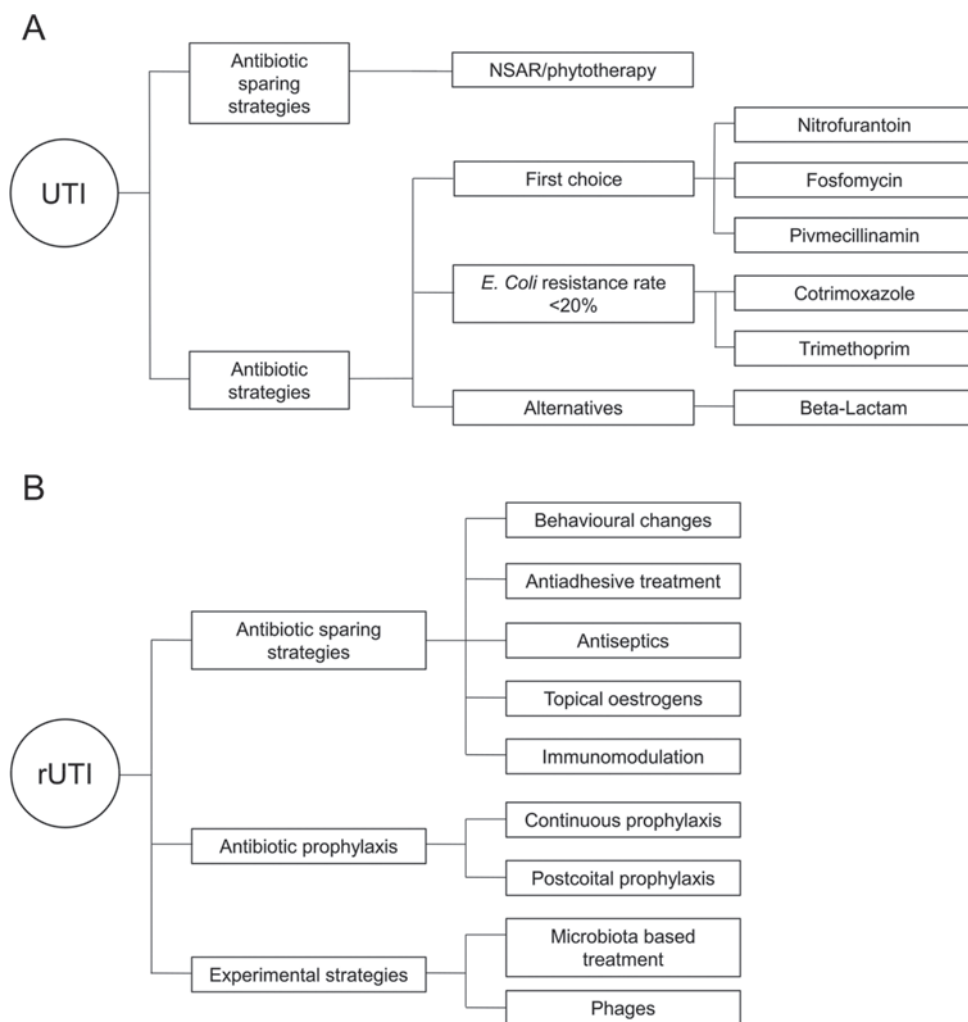 A
UTI
Antibiotic
sparing
strategies
NSAR/phytotherapy
Antibiotic
strategies
First choice
Nitrofurantoin
Fosfomycin
Pivmecillinamin
E. Coli resistance rate
<20%
Cotrimoxazole
Trimethoprim
Alternatives
Beta-Lactam
B
rUTI
Antibiotic sparing
strategies
Behavioural changes
Antiadhesive treatment
Antiseptics
Topical oestrogens
Immunomodulation
Antibiotic prophylaxis
Continuous prophylaxis
Postcoital prophylaxis
Experimental strategies
Microbiota based
treatment
Phages